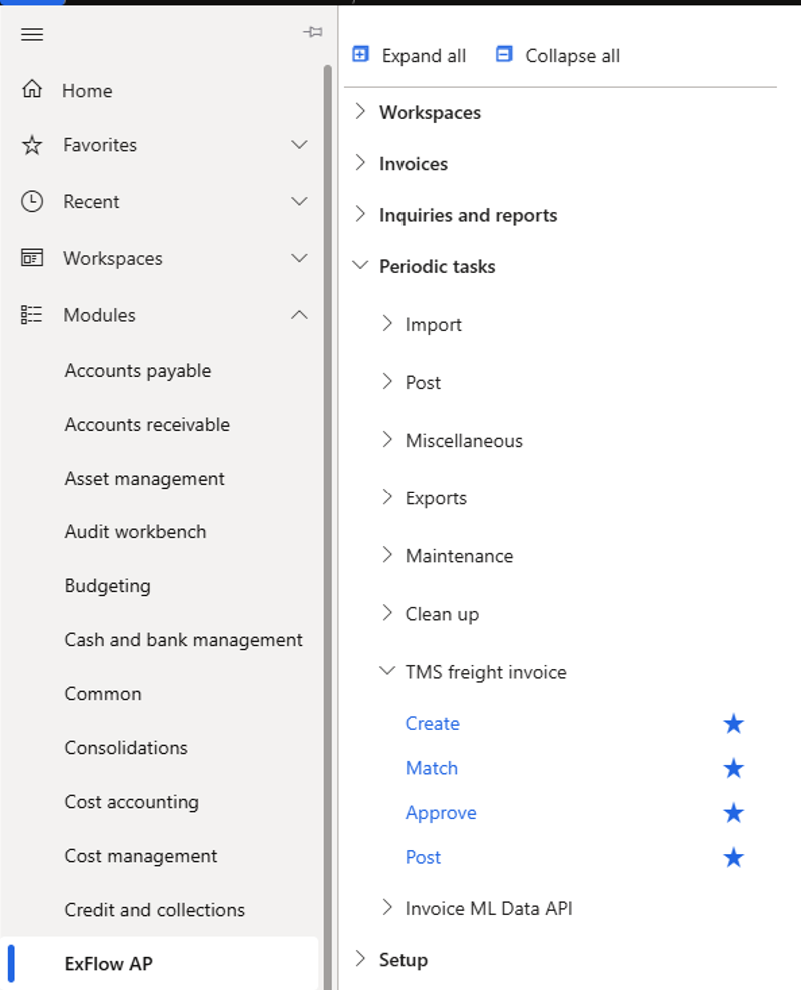 Home
Favorites
Recent
Workspaces
Modules
Accounts payable
Accounts receivable
Asset management
Audit workbench
Budgeting
Cash and bank management
Common
Consolidations
Cost accounting
Cost management
Credit and collections
ExFlow AP
Expand all
Collapse all
Workspaces
Invoices
Inquiries and reports
Periodic tasks
Import
Post
Miscellaneous
Exports
Maintenance
Clean up
TMS freight invoice
Create
Match
Approve
Post
Invoice ML Data API
Setup